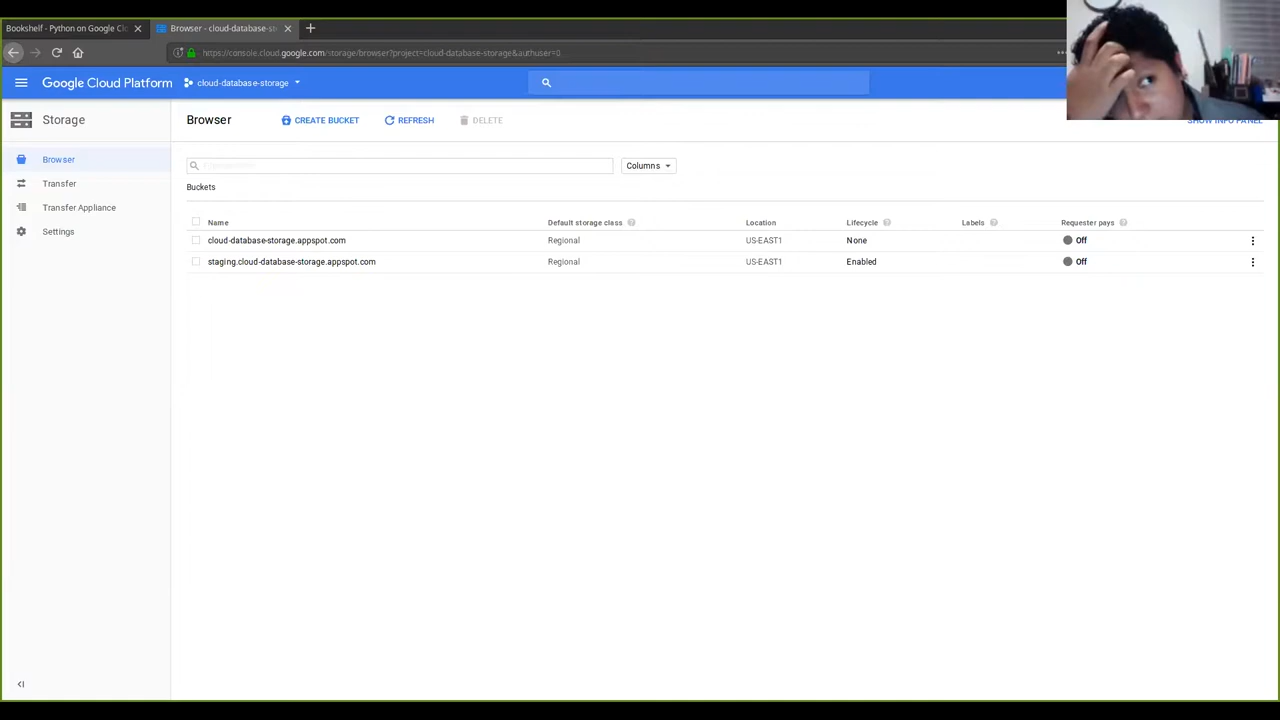 Bookshelf - Python on Google Clo
Browser - cloud-database-st
https://console.cloud.google.com/storage/browser?project=cloud-database-storage&authuser=0
Google Cloud Platform
cloud-database-storage
Storage
Browser
CREATE BUCKET
REFRESH
DELETE
SHOW INFO PANEL
Browser
Transfer
Transfer Appliance
Settings
Columns
Buckets
Name Default storage class Location Lifecycle Labels Requester pays
cloud-database-storage.appspot.com Regional US-EAST1 None Off
staging.cloud-database-storage.appspot.com Regional US-EAST1 Enabled Off